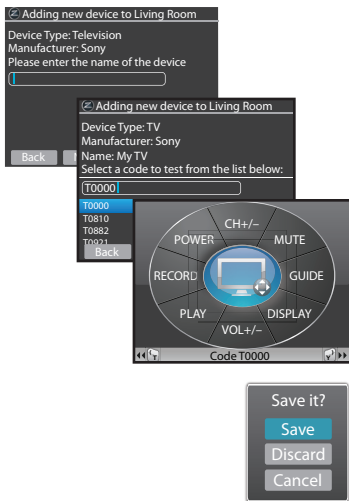 Adding new device to Living Room
Device Type: Television
Manufacturer: Sony
Please enter the name of the device
Back
Adding new device to Living Room
Device Type: TV
Manufacturer: Sony
Name: My TV
Select a code to test from the list below:
T0000
T0000
T0810
T0882
T0921
Back
CH+/–
POWER
MUTE
RECORD
GUIDE
PLAY
DISPLAY
VOL+/–
Code T0000
Save it?
Save
Discard
Cancel